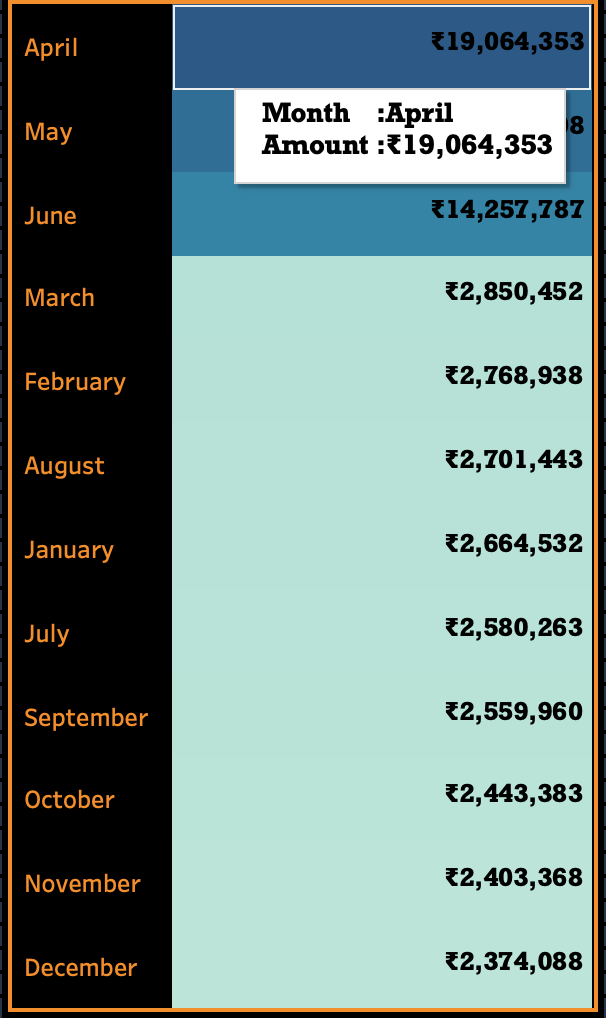 April ₹19,064,353
Month :April
Amount :₹19,064,353
May
June ₹14,257,787
March ₹2,850,452
February ₹2,768,938
August ₹2,701,443
January ₹2,664,532
July ₹2,580,263
September ₹2,559,960
October ₹2,443,383
November ₹2,403,368
December ₹2,374,088